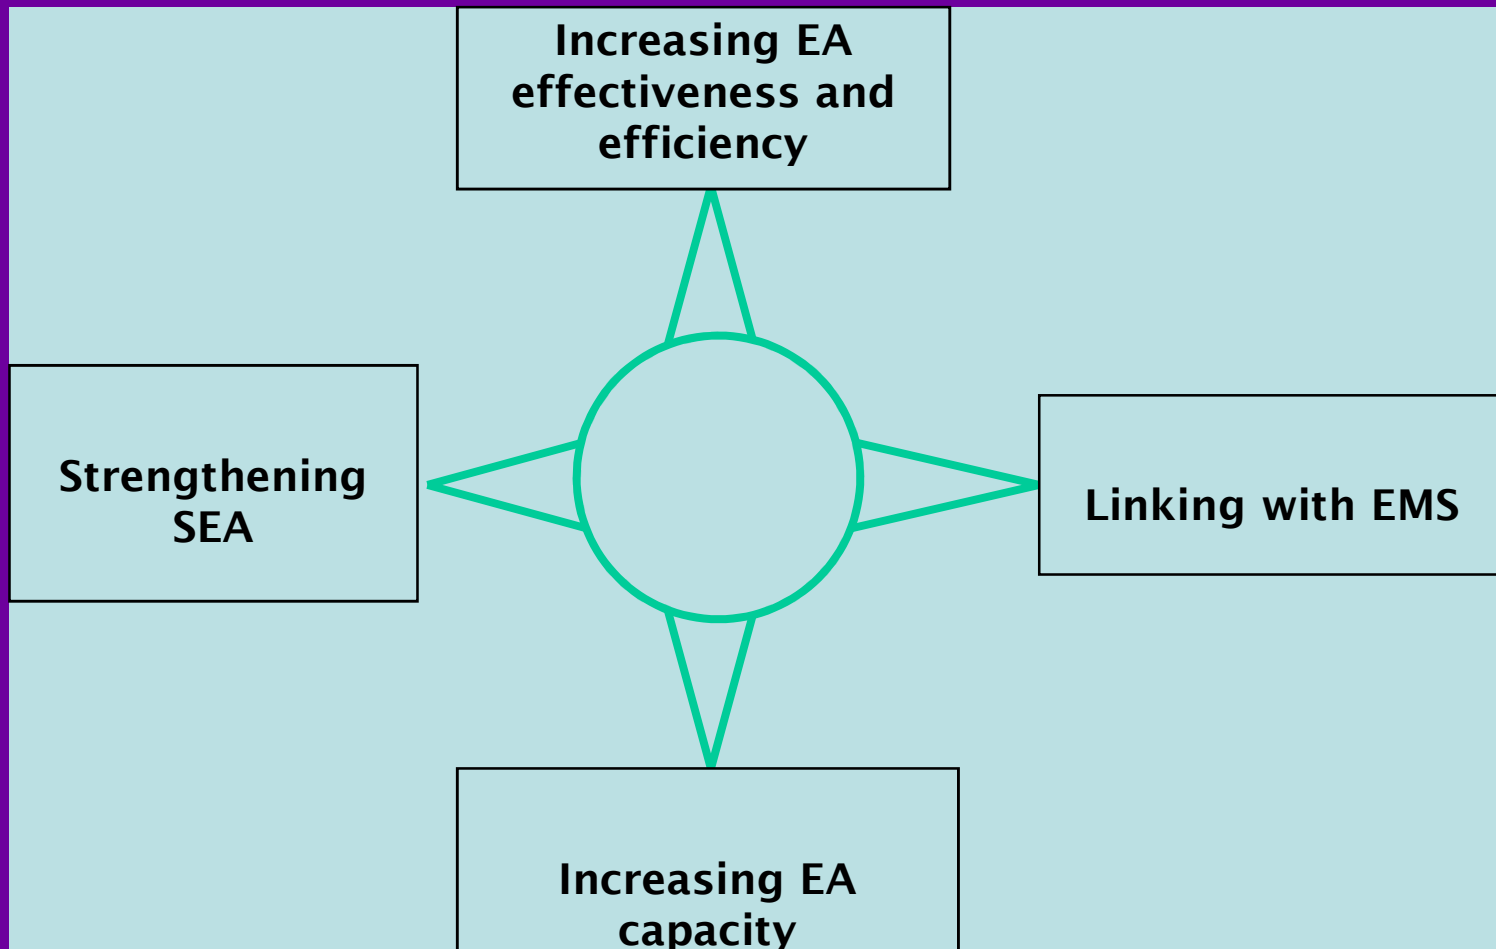 Increasing EA
effectiveness and
efficiency
Strengthening
SEA
Linking with EMS
Increasing EA
capacity